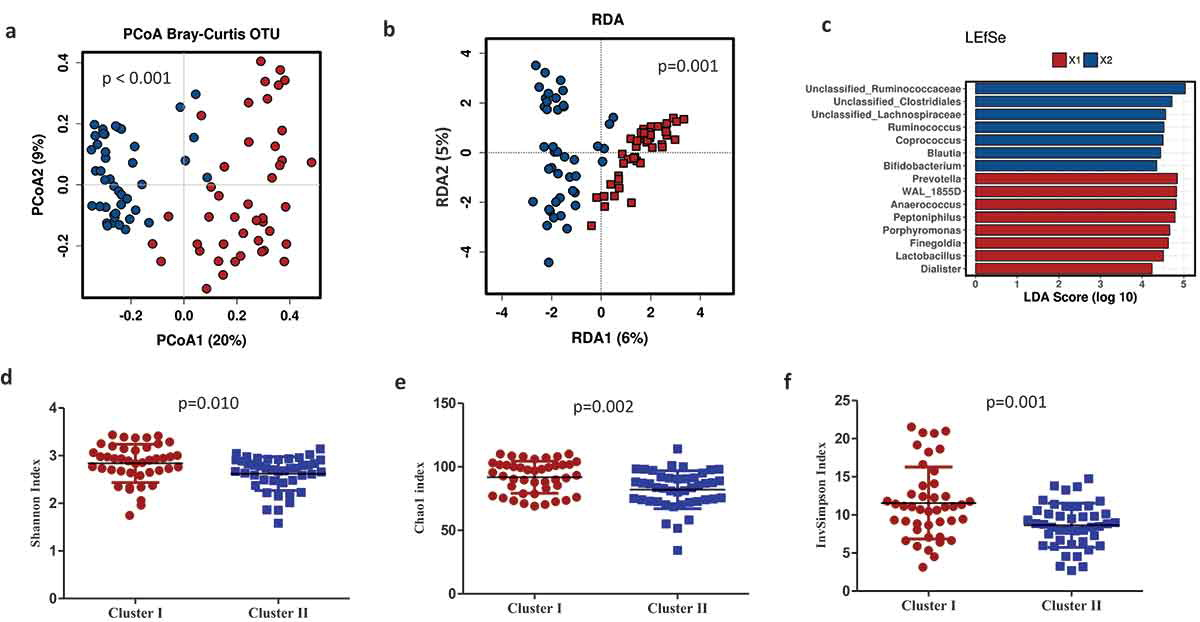 a
PCoA Bray-Curtis OTU
p < 0.001
0.4
0.2
0.0
-0.2
PCoA2 (9%)
-0.2
0.0
0.2
0.4
PCoA1 (20%)
b
RDA
p=0.001
4
2
0
-2
-4
RDA2 (5%)
-4
-2
0
2
4
RDA1 (6%)
c
LEfSe
X1 X2
Unclassified_Ruminococcaceae
Unclassified_Clostridiales
Unclassified_Lachnospiraceae
Ruminococcus
Coprococcus
Blautia
Bifidobacterium
Prevotella
WAL_1855D
Anaerococcus
Peptoniphilus
Porphyromonas
Finegoldia
Lactobacillus
Dialister
0 1 2 3 4 5
LDA Score (log 10)
d
p=0.010
4
3
2
1
0
Shannon Index
Cluster I
Cluster II
e
p=0.002
150
100
50
0
Chao1 index
Cluster I
Cluster II
f
p=0.001
25
20
15
10
5
0
InvSimpson Index
Cluster I
Cluster II